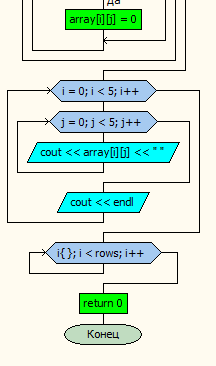 да
array[i][j] = 0
i = 0; i < 5; i++
j = 0; j < 5; j++
cout << array[i][j] << " "
cout << endl
i{ }; i < rows; i++
return 0
Конец